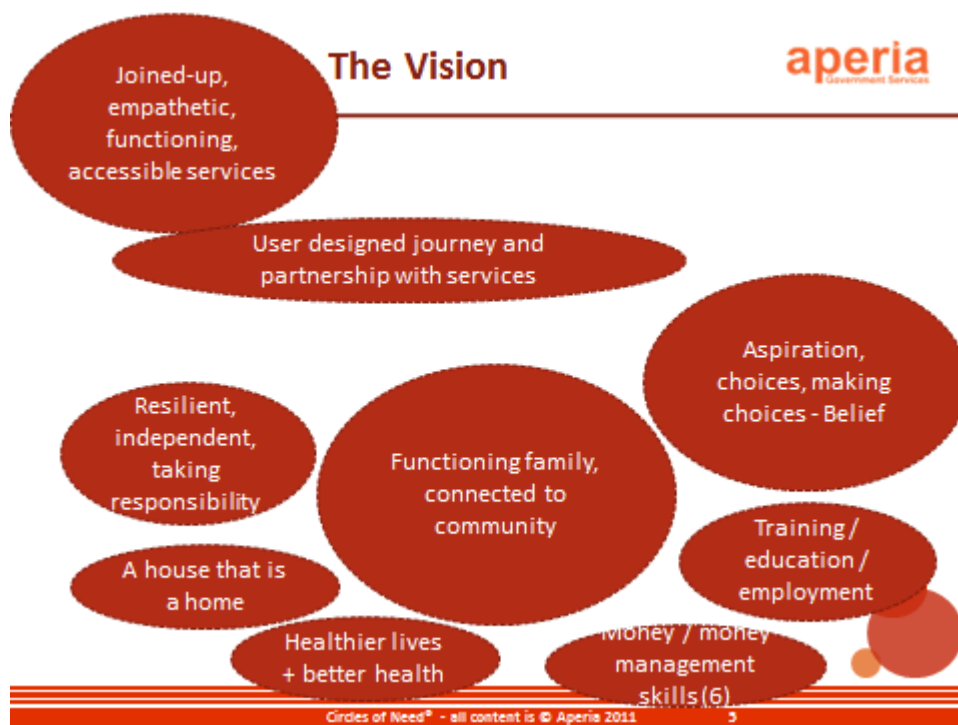 The Vision
aperia
Government Services
Joined-up,
empathetic,
functioning,
accessible services
User designed journey and
partnership with services
Aspiration,
choices, making
choices - Belief
Resilient,
independent,
taking
responsibility
Functioning family,
connected to
community
Training /
education /
employment
A house that is
a home
Healthier lives
+ better health
Money / money
management
skills (6)
Circles of Need® - all content is © Aperia 2011
5